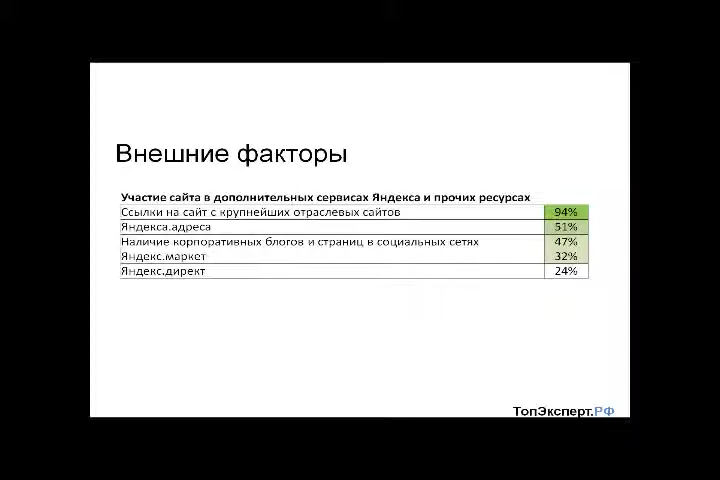 Внешние факторы
Участие сайта в дополнительных сервисах Яндекса и прочих ресурсах
Ссылки на сайт с крупнейших отраслевых сайтов 94%
Яндекса.адреса 51%
Наличие корпоративных блогов и страниц в социальных сетях 47%
Яндекс.маркет 32%
Яндекс.директ 24%
ТопЭксперт.РФ